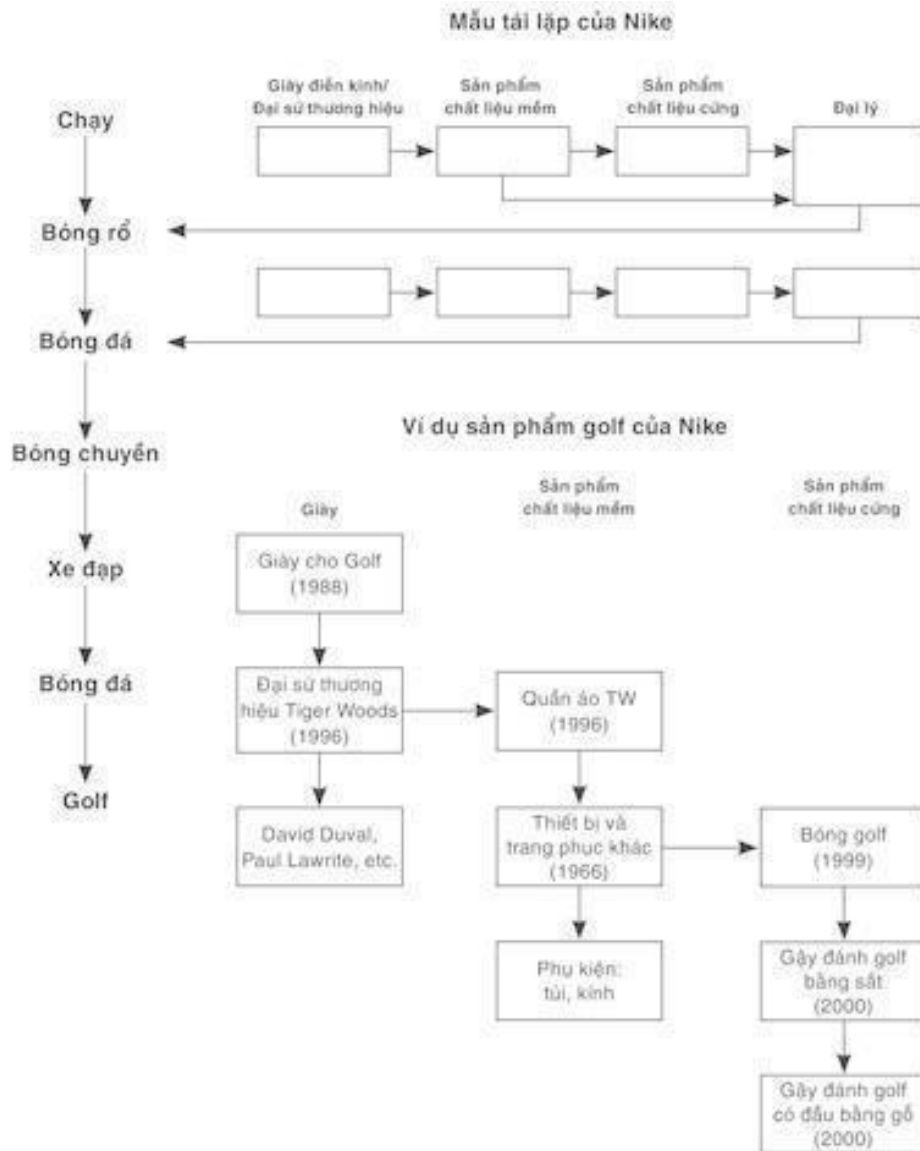 Mẫu tái lặp của Nike
Giày điền kinh/
Đại sứ thương hiệu
Sản phẩm
chất liệu mềm
Sản phẩm
chất liệu cứng
Đại lý
Chạy
Bóng rổ
Bóng đá
Bóng chuyền
Xe đạp
Bóng đá
Golf
Ví dụ sản phẩm golf của Nike
Giày
Sản phẩm
chất liệu mềm
Sản phẩm
chất liệu cứng
Giày cho Golf
(1988)
Đại sứ thương
hiệu Tiger Woods
(1996)
Quần áo TW
(1996)
David Duval,
Paul Lawrite, etc.
Thiết bị và
trang phục khác
(1966)
Bóng golf
(1999)
Phụ kiện:
túi, kính
Gậy đánh golf
bằng sắt
(2000)
Gậy đánh golf
có đầu bằng gỗ
(2000)